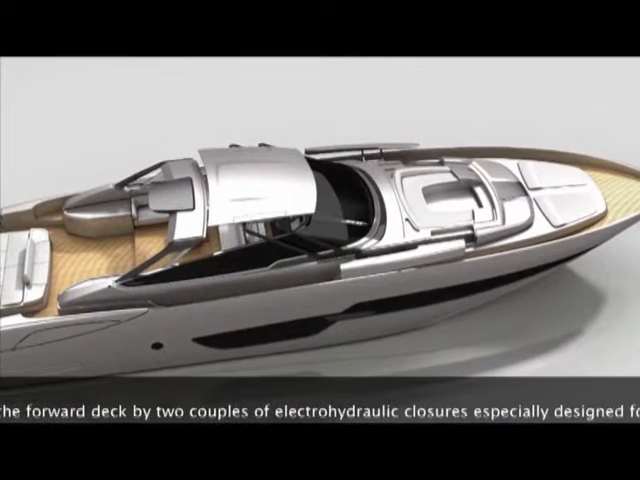 the forward deck by two couples of electrohydraulic closures especially designed fo